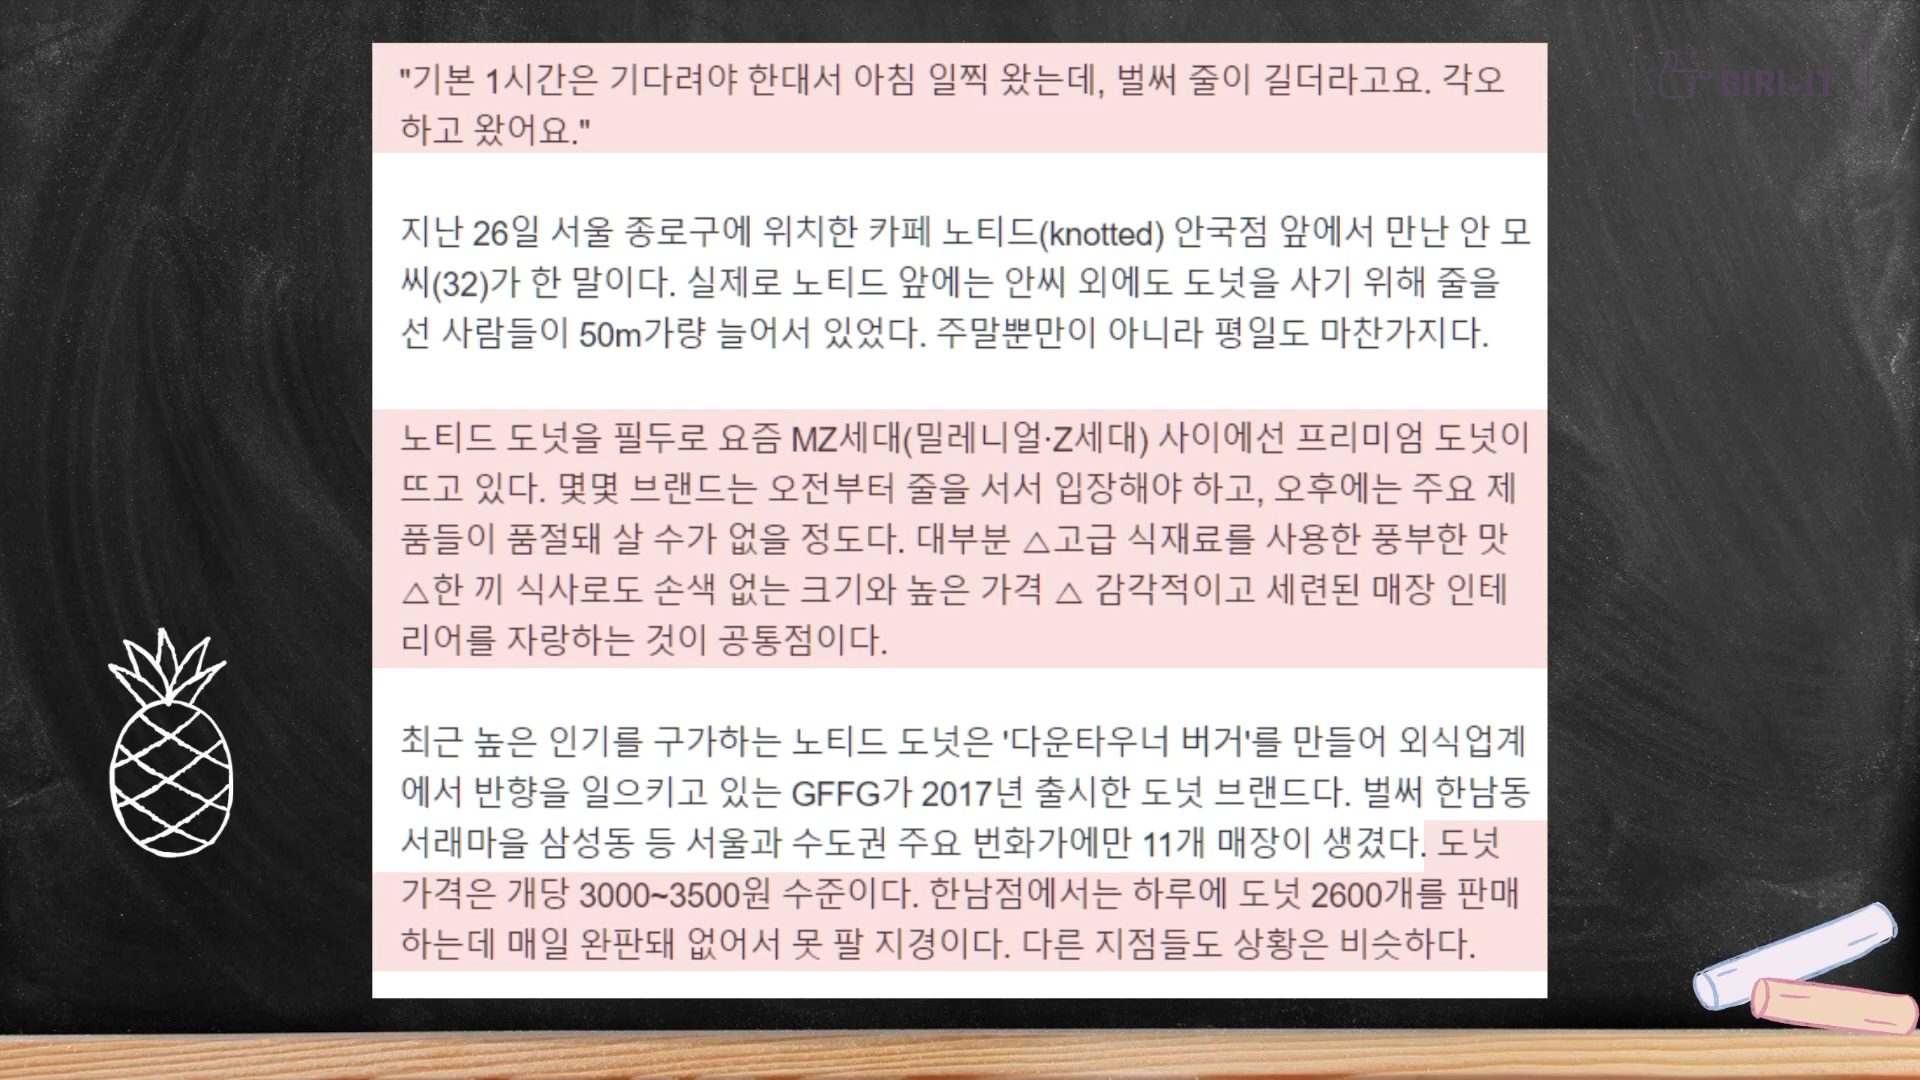 GIRI-IT
"기본 1시간은 기다려야 한대서 아침 일찍 왔는데, 벌써 줄이 길더라고요. 각오
하고 왔어요."
지난 26일 서울 종로구에 위치한 카페 노티드(knotted) 안국점 앞에서 만난 안 모
씨(32)가 한 말이다. 실제로 노티드 앞에는 안씨 외에도 도넛을 사기 위해 줄을
선 사람들이 50m가량 늘어서 있었다. 주말뿐만이 아니라 평일도 마찬가지다.
노티드 도넛을 필두로 요즘 MZ세대(밀레니얼·Z세대) 사이에선 프리미엄 도넛이
뜨고 있다. 몇몇 브랜드는 오전부터 줄을 서서 입장해야 하고, 오후에는 주요 제
품들이 품절돼 살 수가 없을 정도다. 대부분 △고급 식재료를 사용한 풍부한 맛
△한 끼 식사로도 손색 없는 크기와 높은 가격 △ 감각적이고 세련된 매장 인테
리어를 자랑하는 것이 공통점이다.
최근 높은 인기를 구가하는 노티드 도넛은 '다운타우너 버거'를 만들어 외식업계
에서 반향을 일으키고 있는 GFFG가 2017년 출시한 도넛 브랜드다. 벌써 한남동
서래마을 삼성동 등 서울과 수도권 주요 번화가에만 11개 매장이 생겼다. 도넛
가격은 개당 3000~3500원 수준이다. 한남점에서는 하루에 도넛 2600개를 판매
하는데 매일 완판돼 없어서 못 팔 지경이다. 다른 지점들도 상황은 비슷하다.